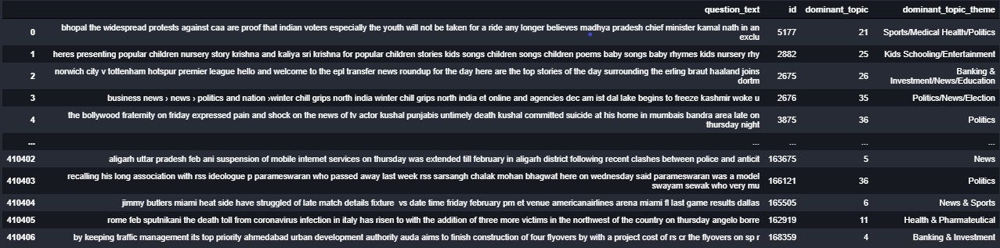 question_text id dominant_topic dominant_topic_theme
0 bhopal the widespread protests against caa are proof that indian voters especially the youth will not be taken for a ride any longer believes madhya pradesh chief minister kamal nath in an exclu 5177 21 Sports/Medical Health/Politics
1 heres presenting popular children nursery story krishna and kaliya sri krishna for popular children stories kids songs children songs children poems baby songs baby rhymes kids nursery rhy 2882 25 Kids Schooling/Entertainment
2 norwich city v tottenham hotspur premier league hello and welcome to the epl transfer news roundup for the day here are the top stories of the day surrounding the erling braut haaland joins dortm 2675 26 Banking & Investment/News/Education
3 business news › news › politics and nation ›winter chill grips north india winter chill grips north india et online and agencies dec am ist dal lake begins to freeze kashmir woke u 2676 35 Politics/News/Election
4 the bollywood fraternity on friday expressed pain and shock on the news of tv actor kushal punjabis untimely death kushal committed suicide at his home in mumbais bandra area late on thursday night 3875 36 Politics
... ... ... ... ...
410402 aligarh uttar pradesh feb ani suspension of mobile internet services on thursday was extended till february in aligarh district following recent clashes between police and anticit 163675 5 News
410403 recalling his long association with rss ideologue p parameswaran who passed away last week rss sarsangh chalak mohan bhagwat here on wednesday said parameswaran was a model swayam sewak who very mu 166121 36 Politics
410404 jimmy butlers miami heat side have struggled of late match details fixture vs date time friday february pm et venue americanairlines arena miami fl last game results dallas 165505 6 News & Sports
410405 rome feb sputnikani the death toll from coronavirus infection in italy has risen to with the addition of three more victims in the northwest of the country on thursday angelo borre 162919 11 Health & Pharmateutical
410406 by keeping traffic management its top priority ahmedabad urban development authority auda aims to finish construction of four flyovers by with a project cost of rs cr the flyovers on sp r 168359 4 Banking & Investment